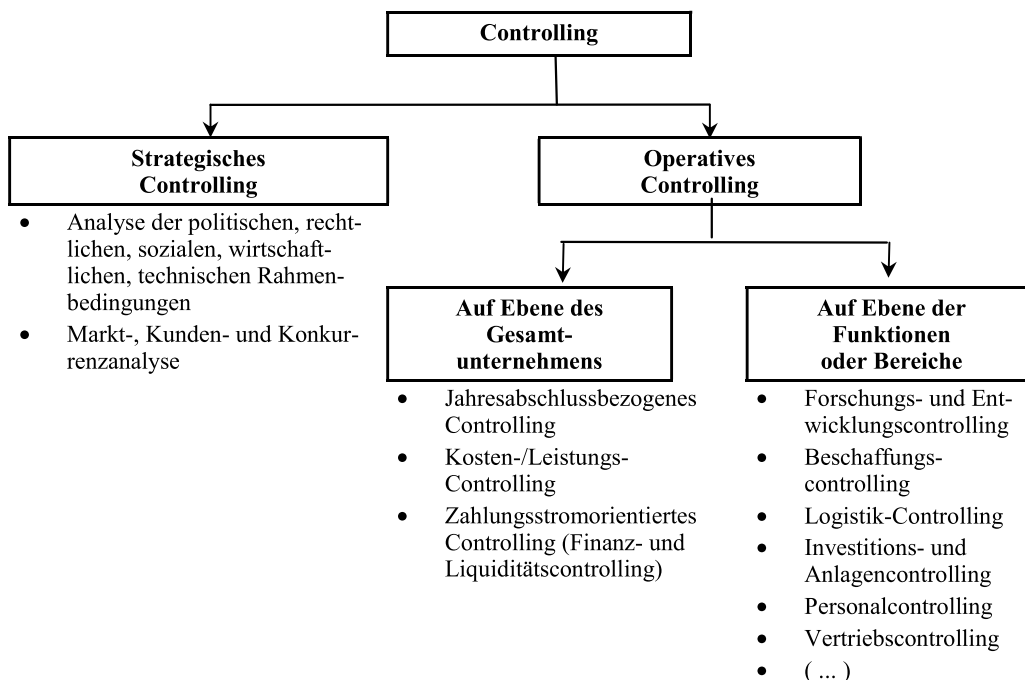 Controlling
Strategisches
Controlling
Operatives
Controlling
• Analyse der politischen, recht-
lichen, sozialen, wirtschaft-
lichen, technischen Rahmen-
bedingungen
• Markt-, Kunden- und Konkur-
renzanalyse
Auf Ebene des
Gesamt-
unternehmens
• Jahresabschlussbezogenes
Controlling
• Kosten-/Leistungs-
Controlling
• Zahlungsstromorientiertes
Controlling (Finanz- und
Liquiditätscontrolling)
Auf Ebene der
Funktionen
oder Bereiche
• Forschungs- und Ent-
wicklungscontrolling
• Beschaffungs-
controlling
• Logistik-Controlling
• Investitions- und
Anlagencontrolling
• Personalcontrolling
• Vertriebscontrolling
• ( ... )